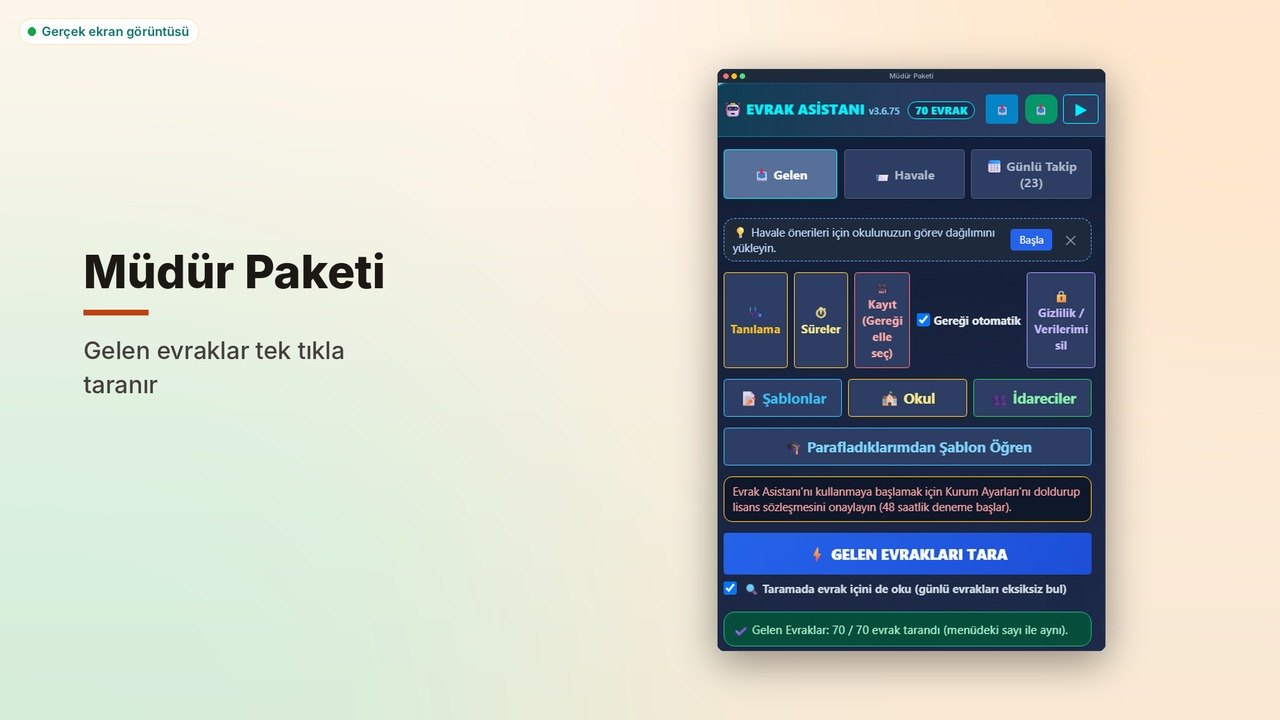 Gerçek ekran görüntüsü
Müdür Paketi
Gelen evraklar tek tıkla
taranır
Müdür Paketi
EVRAK ASİSTANI v3.6.75 70 EVRAK
Gelen
Havale
Günlü Takip
(23)
Havale önerileri için okulunuzun görev dağılımını
yükleyin.
Başla
Tanılama
Süreler
Kayıt
(Gereği
elle
seç)
Gereği otomatik
Gizlilik /
Verilerimi
sil
Şablonlar
Okul
İdareciler
Parafladıklarımdan Şablon Öğren
Evrak Asistanı'nı kullanmaya başlamak için Kurum Ayarları'nı doldurup
lisans sözleşmesini onaylayın (48 saatlik deneme başlar).
GELEN EVRAKLARI TARA
Taramada evrak içini de oku (günlü evrakları eksiksiz bul)
Gelen Evraklar: 70 / 70 evrak tarandı (menüdeki sayı ile aynı).